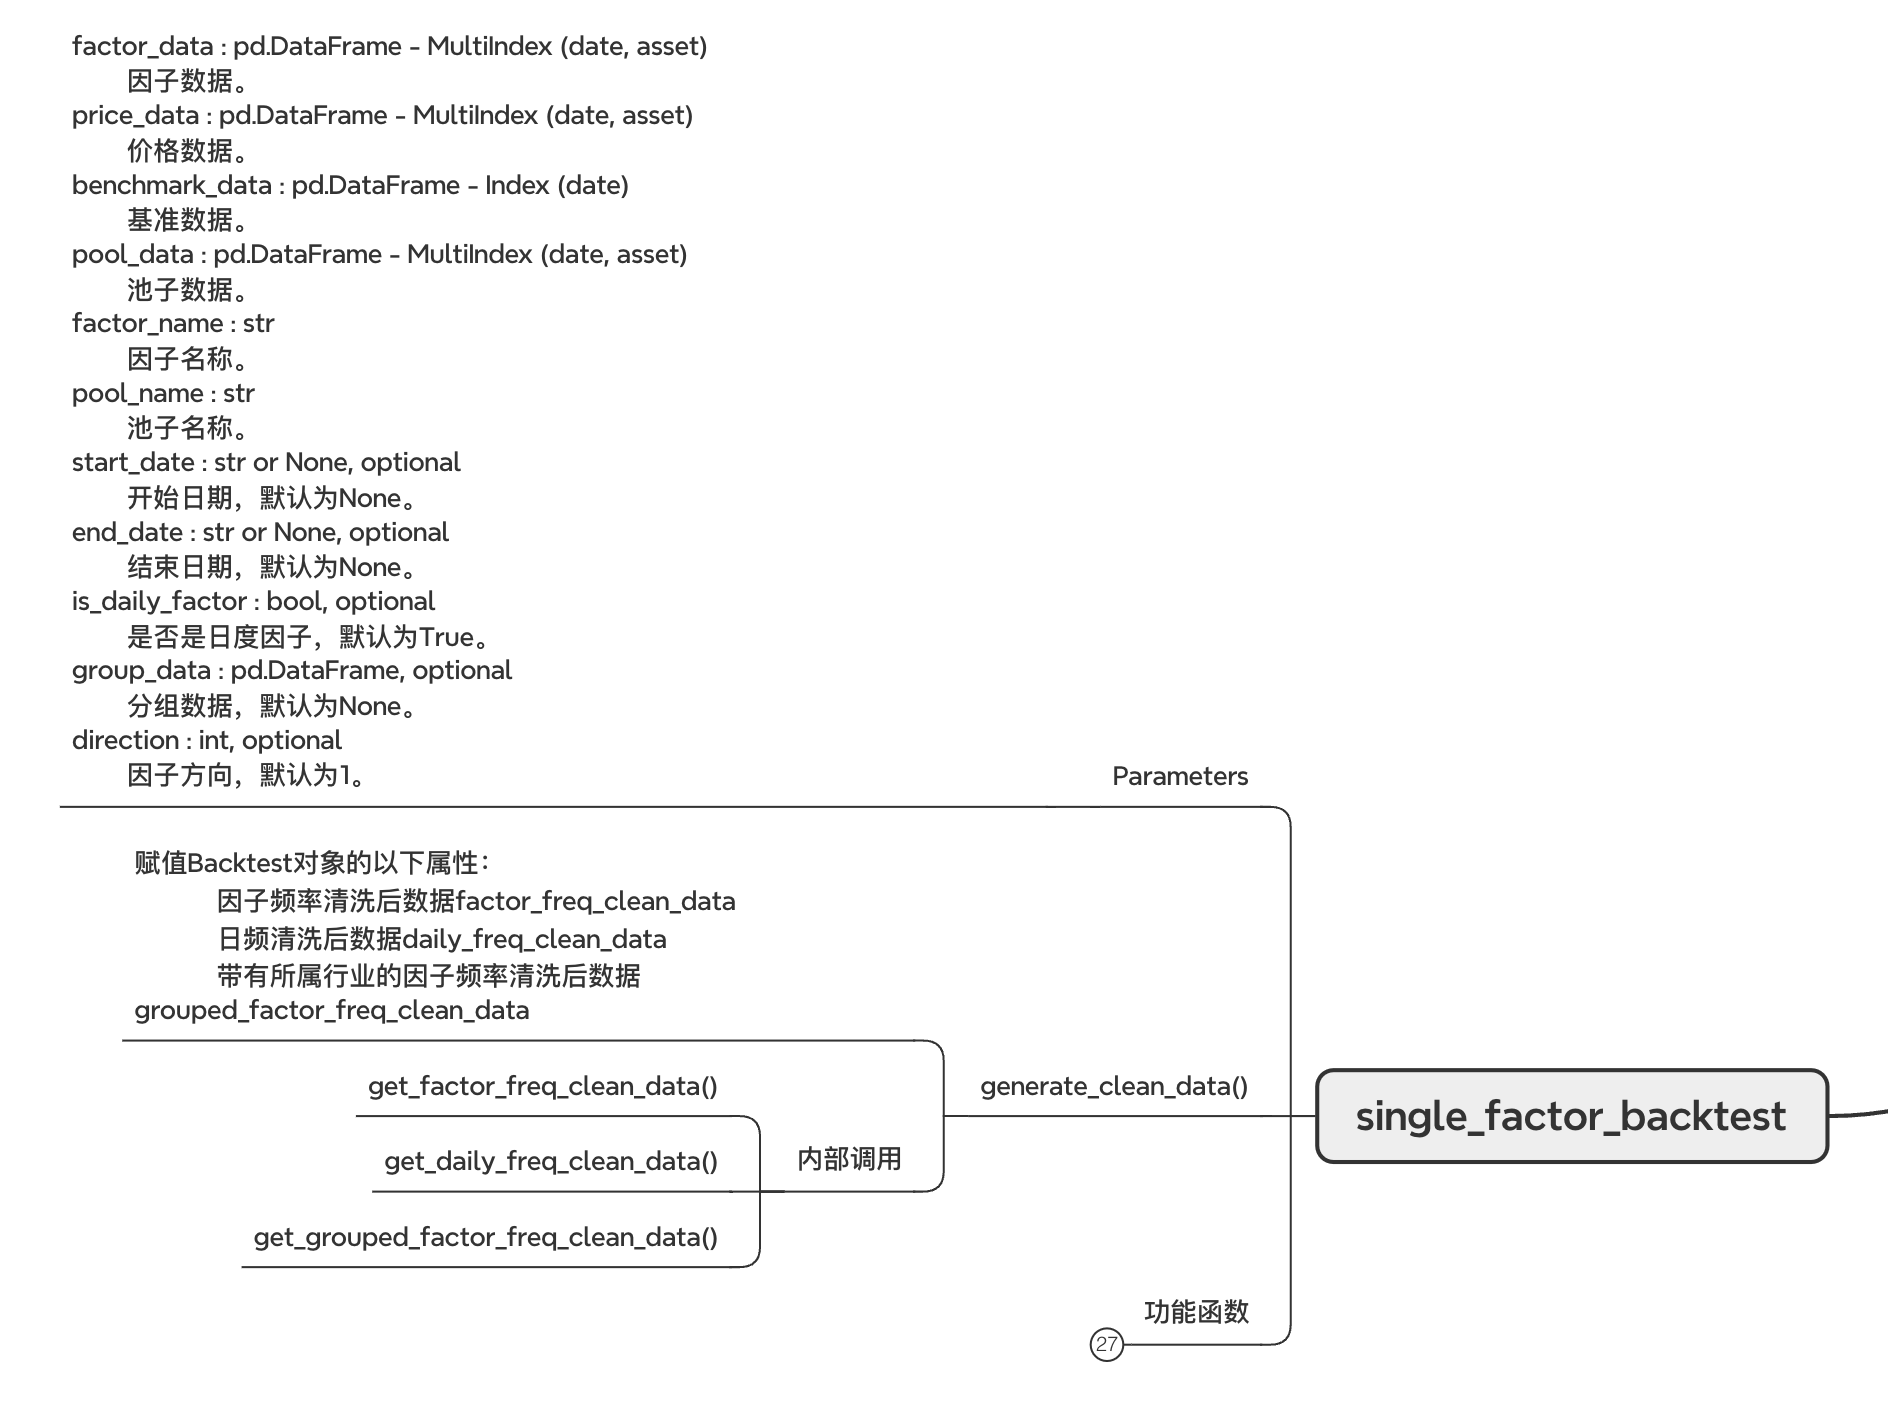 factor_data : pd.DataFrame - MultiIndex (date, asset)
因子数据。
price_data : pd.DataFrame - MultiIndex (date, asset)
价格数据。
benchmark_data : pd.DataFrame - Index (date)
基准数据。
pool_data : pd.DataFrame - MultiIndex (date, asset)
池子数据。
factor_name : str
因子名称。
pool_name : str
池子名称。
start_date : str or None, optional
开始日期，默认为None。
end_date : str or None, optional
结束日期，默认为None。
is_daily_factor : bool, optional
是否是日度因子，默认为True。
group_data : pd.DataFrame, optional
分组数据，默认为None。
direction : int, optional
因子方向，默认为1。
Parameters
赋值Backtest对象的以下属性：
因子频率清洗后数据factor_freq_clean_data
日频清洗后数据daily_freq_clean_data
带有所属行业的因子频率清洗后数据
grouped_factor_freq_clean_data
get_factor_freq_clean_data()
get_daily_freq_clean_data()
get_grouped_factor_freq_clean_data()
内部调用
generate_clean_data()
single_factor_backtest
功能函数
27